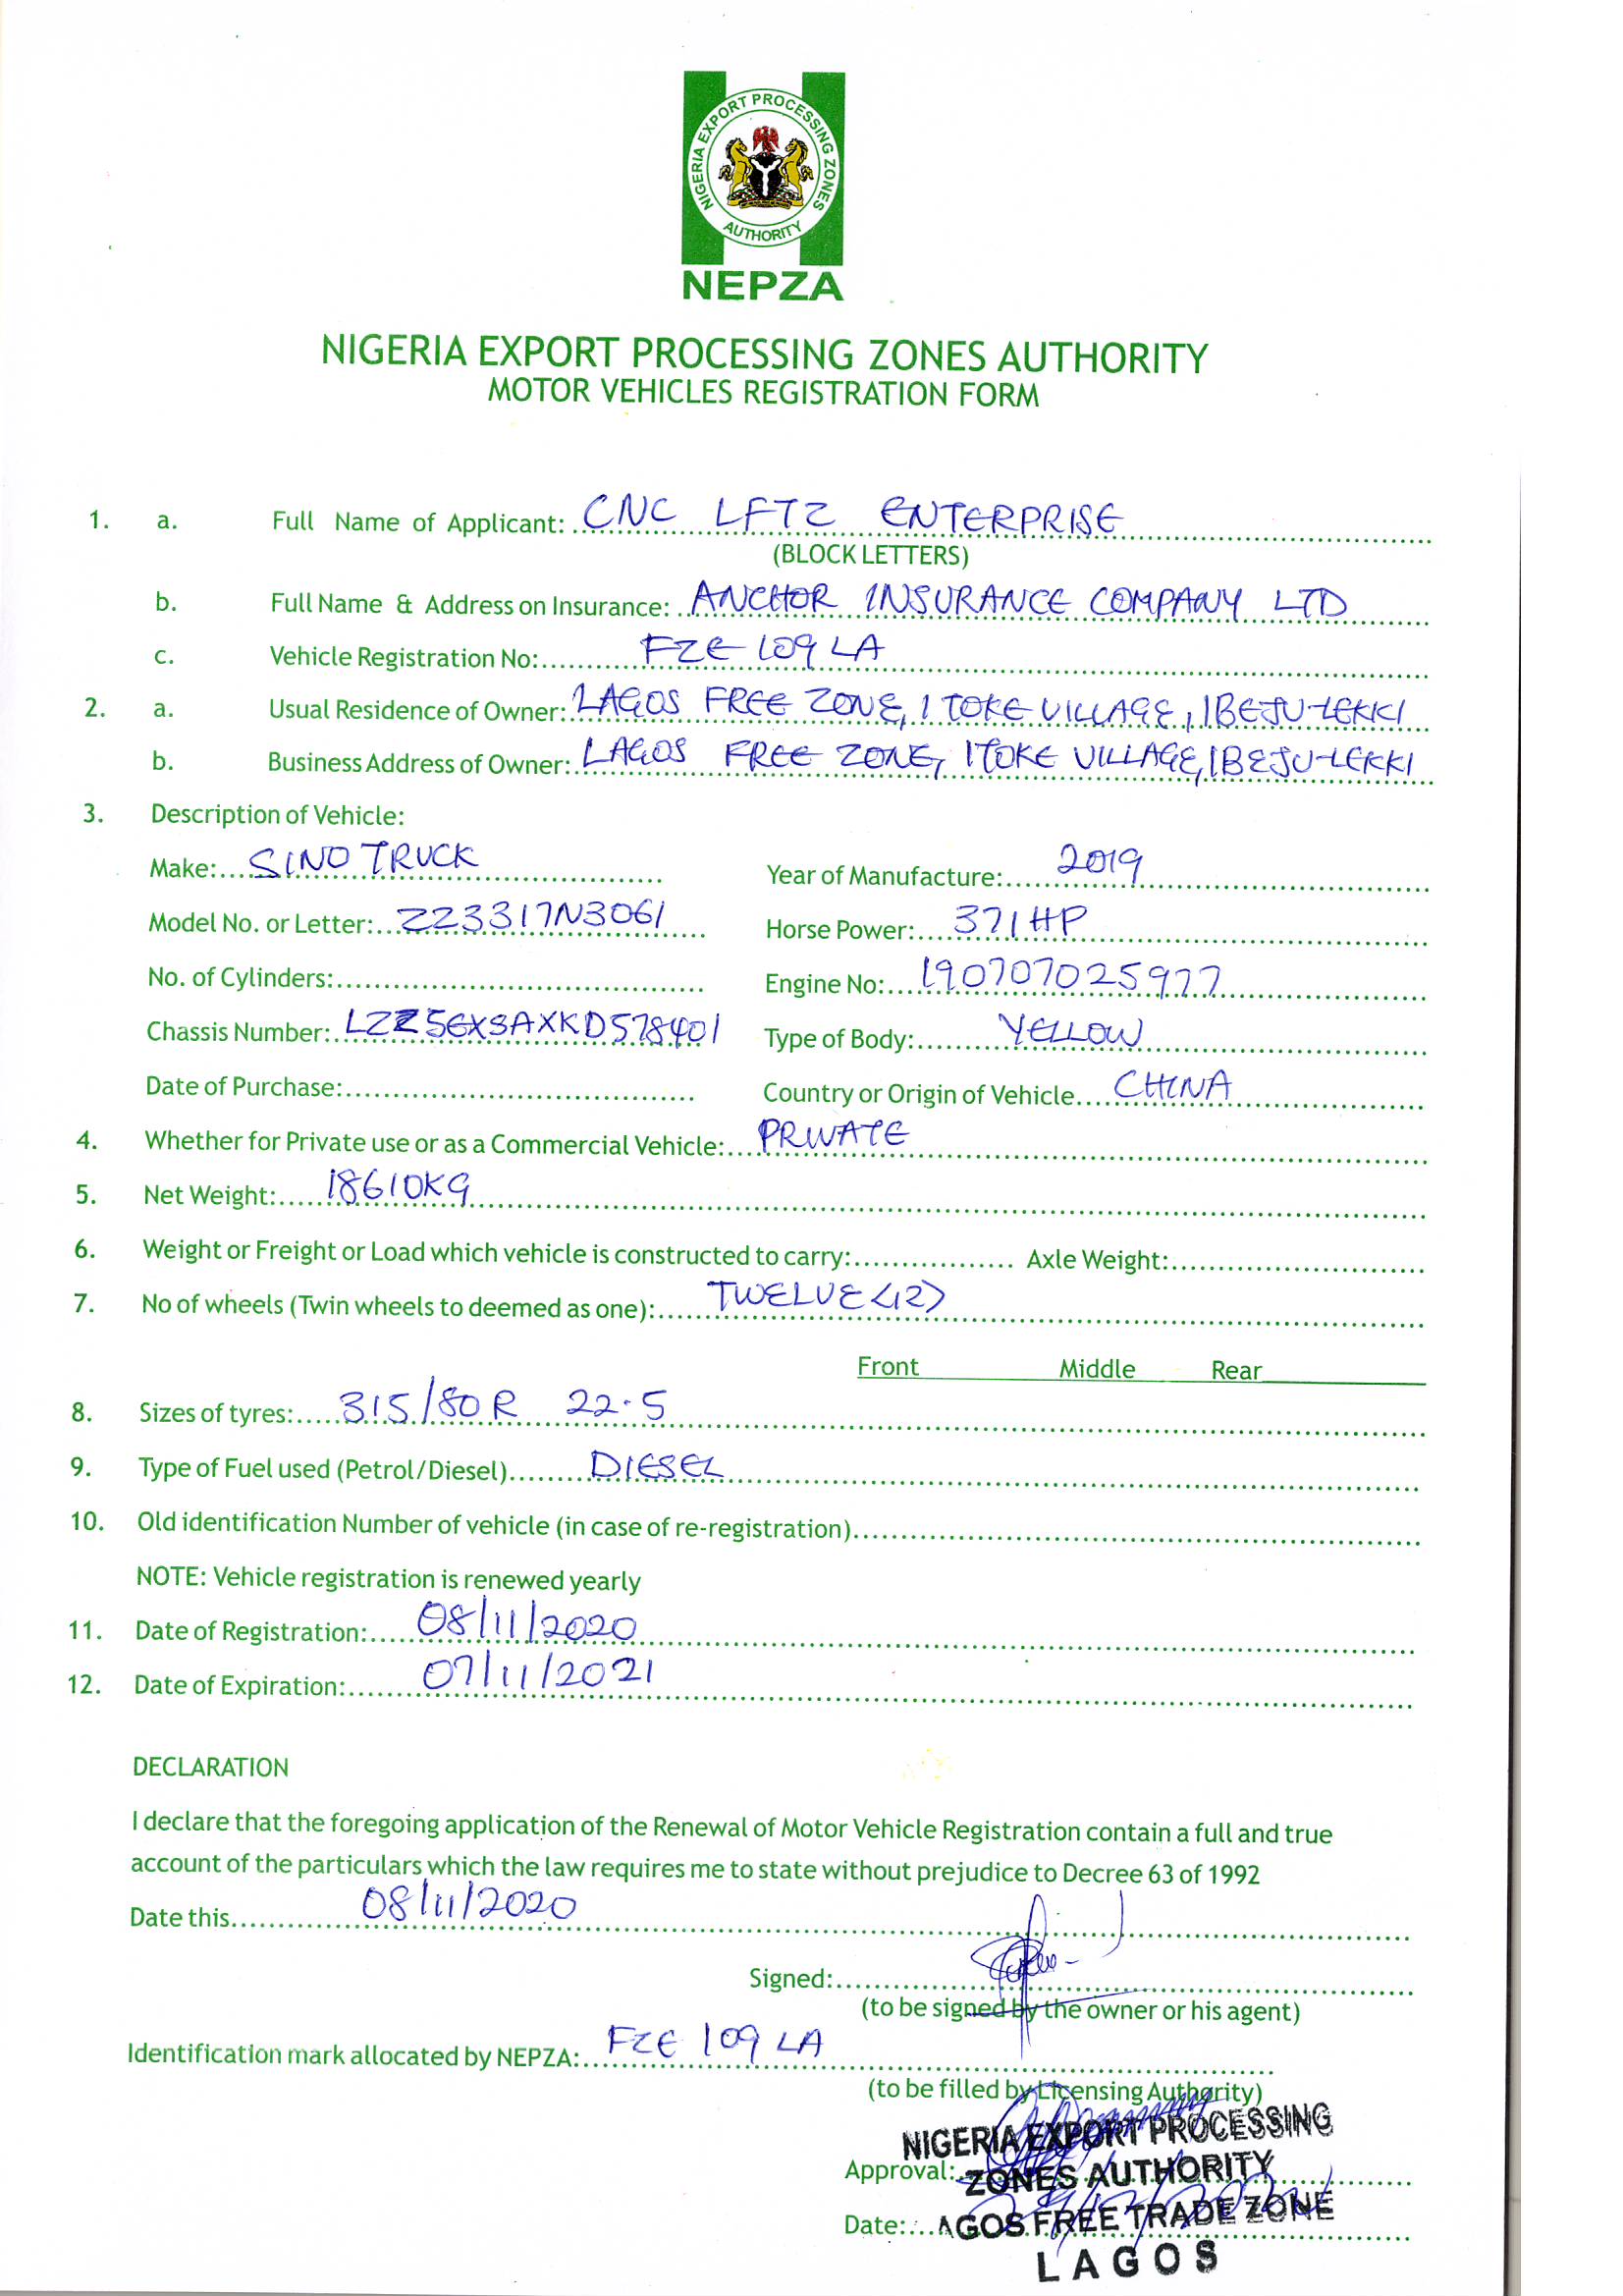 NIGERIA EXPORT PROCESSING ZONES
AUTHORITY
NEPZA
NIGERIA EXPORT PROCESSING ZONES AUTHORITY
MOTOR VEHICLES REGISTRATION FORM
1. a. Full Name of Applicant: CNC LFTZ ENTERPRISE
(BLOCK LETTERS)
b. Full Name & Address on Insurance: ANCHOR INSURANCE COMPANY LTD
c. Vehicle Registration No: FZE 109 LA
2. a. Usual Residence of Owner: LAGOS FREE ZONE, ITOKE VILLAGE, IBEJU-LEKKI
b. Business Address of Owner: LAGOS FREE ZONE, ITOKE VILLAGE, IBEJU-LEKKI
3. Description of Vehicle:
Make: SINO TRUCK Year of Manufacture: 2019
Model No. or Letter: ZZ3317N3061 Horse Power: 371HP
No. of Cylinders: Engine No: 190707025977
Chassis Number: LZZ5EXSAXKD578401 Type of Body: YELLOW
Date of Purchase: Country or Origin of Vehicle CHINA
4. Whether for Private use or as a Commercial Vehicle: PRIVATE
5. Net Weight: 18610KG
6. Weight or Freight or Load which vehicle is constructed to carry: Axle Weight:
7. No of wheels (Twin wheels to deemed as one): TWELVE (12)
Front Middle Rear
8. Sizes of tyres: 315/80R 22.5
9. Type of Fuel used (Petrol/Diesel) DIESEL
10. Old identification Number of vehicle (in case of re-registration)
NOTE: Vehicle registration is renewed yearly
11. Date of Registration: 08/11/2020
12. Date of Expiration: 07/11/2021
DECLARATION
I declare that the foregoing application of the Renewal of Motor Vehicle Registration contain a full and true
account of the particulars which the law requires me to state without prejudice to Decree 63 of 1992
Date this 08/11/2020
Signed:
(to be signed by the owner or his agent)
Identification mark allocated by NEPZA: FZE 109 LA
(to be filled by Licensing Authority)
NIGERIA EXPORT PROCESSING
Approval: ZONES AUTHORITY
Date: AGOS FREE TRADE ZONE
LAGOS